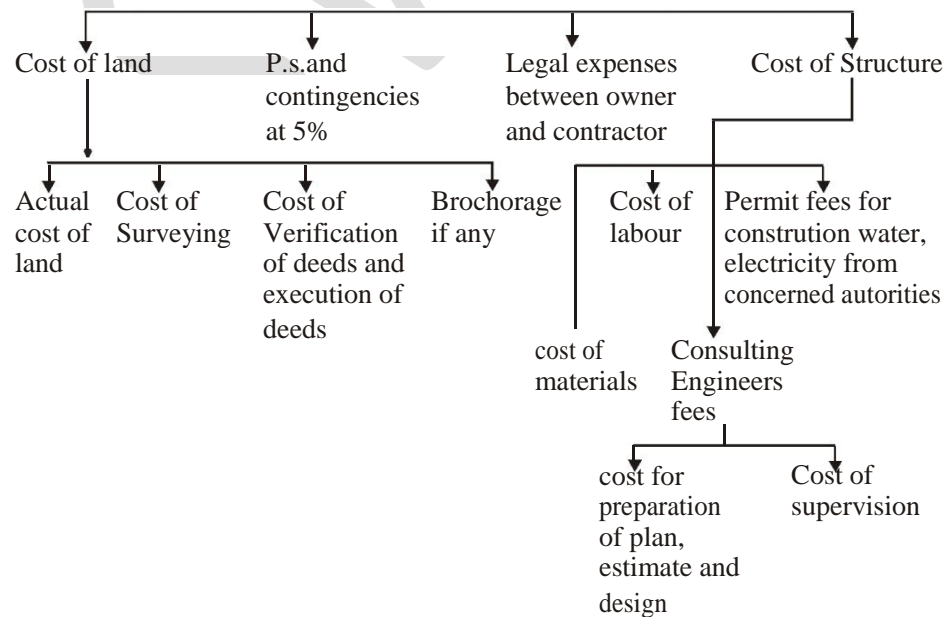 Cost of land
P.s.and
contingencies
at 5%
Legal expenses
between owner
and contractor
Cost of Structure
Actual
cost of
land
Cost of
Surveying
Cost of
Verification
of deeds and
execution of
deeds
Brochorage
if any
Cost of
labour
Permit fees for
constrution water,
electricity from
concerned autorities
cost of
materials
Consulting
Engineers
fees
cost for
preparation
of plan,
estimate and
design
Cost of
supervision